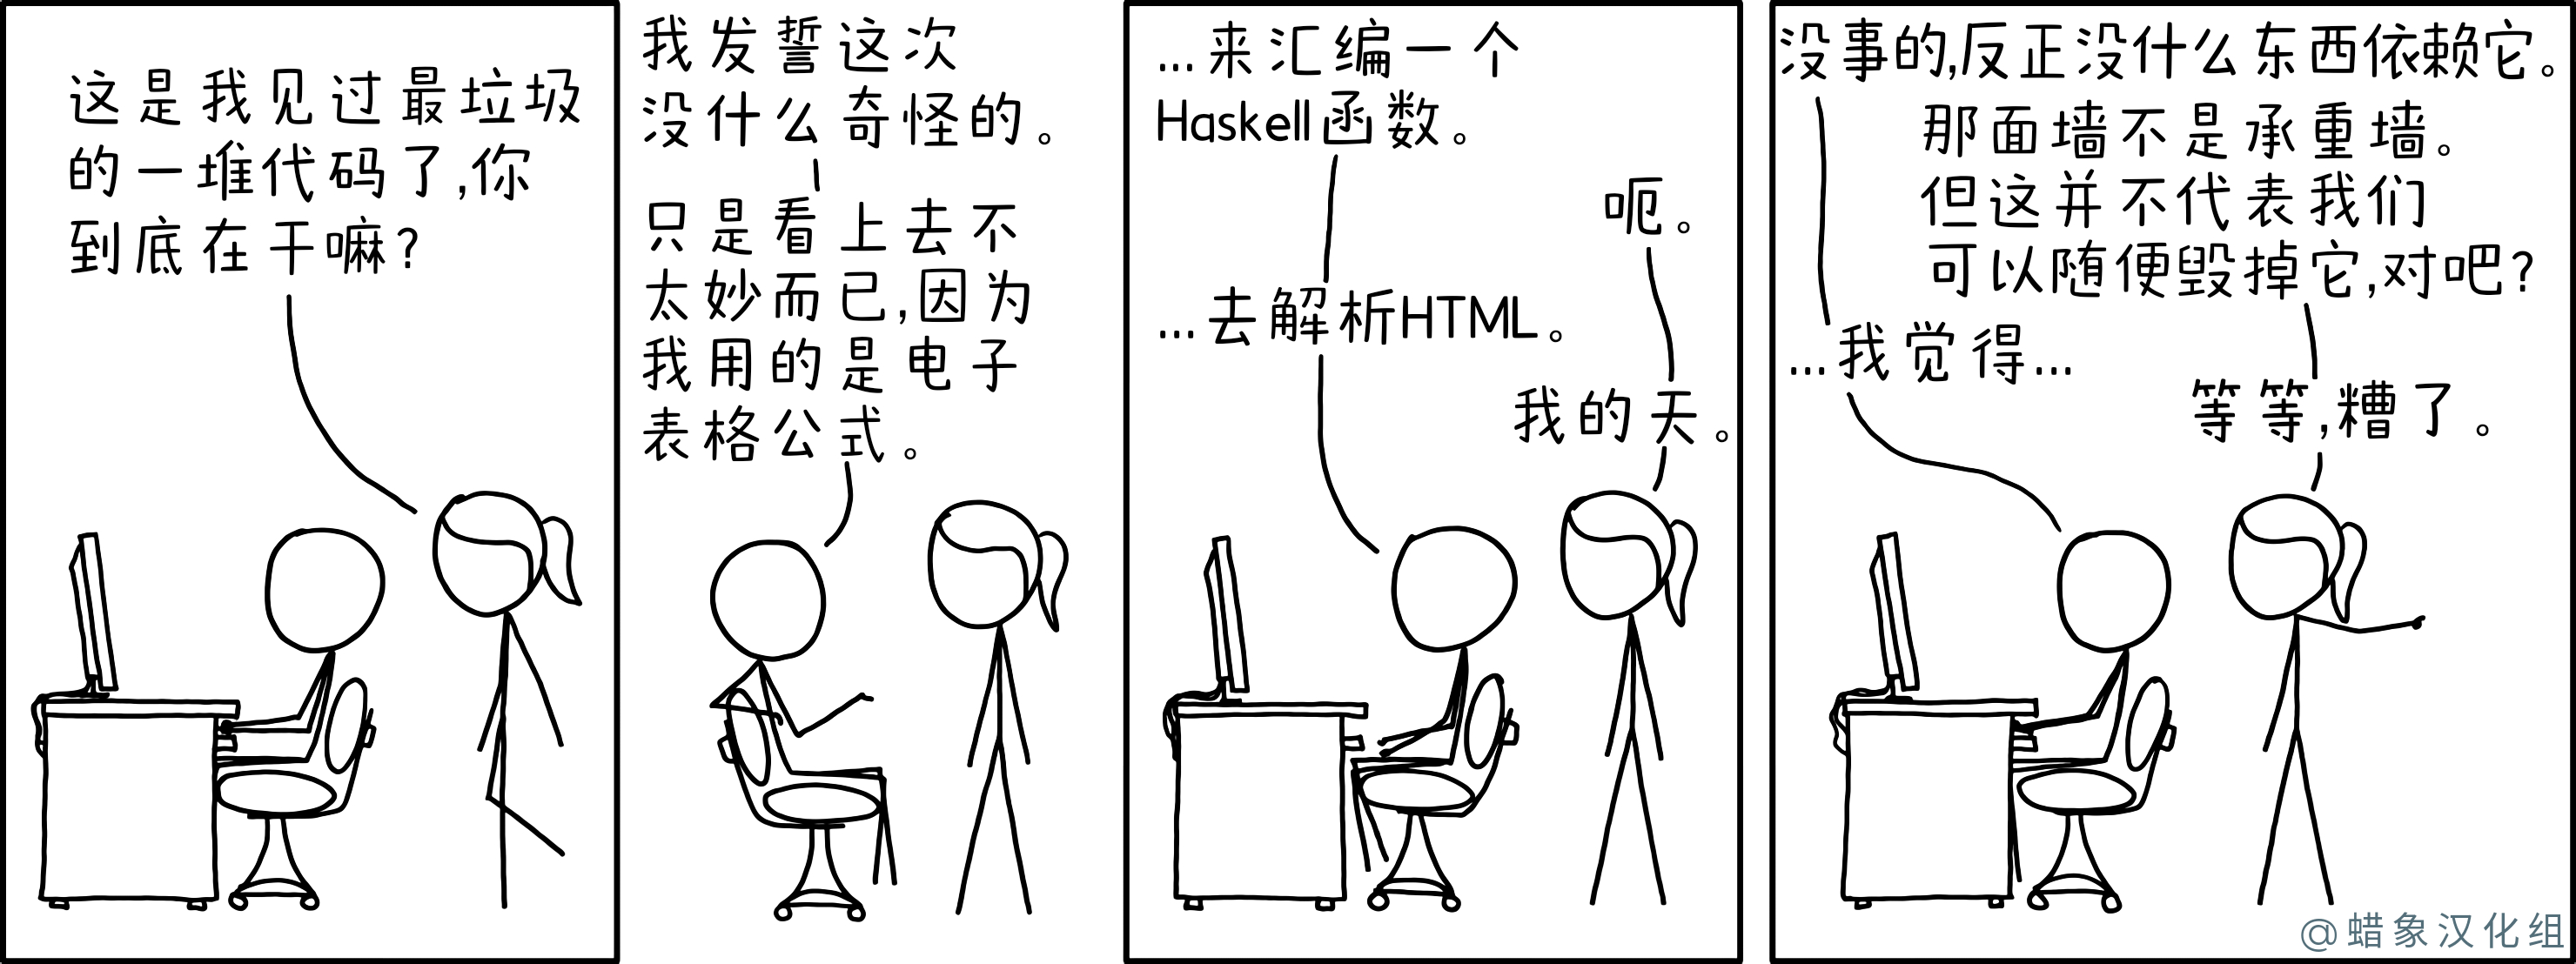 这是我见过最垃圾
的一堆代码了,你
到底在干嘛?
我发誓这次
没什么奇怪的。
只是看上去不
太妙而已,因为
我用的是电子
表格公式。
...来汇编一个
Haskell函数。
呃。
...去解析HTML。
我的天。
没事的,反正没什么东西依赖它。
那面墙不是承重墙。
但这并不代表我们
可以随便毁掉它,对吧?
...我觉得...
等等,糟了。
@蜡象汉化组